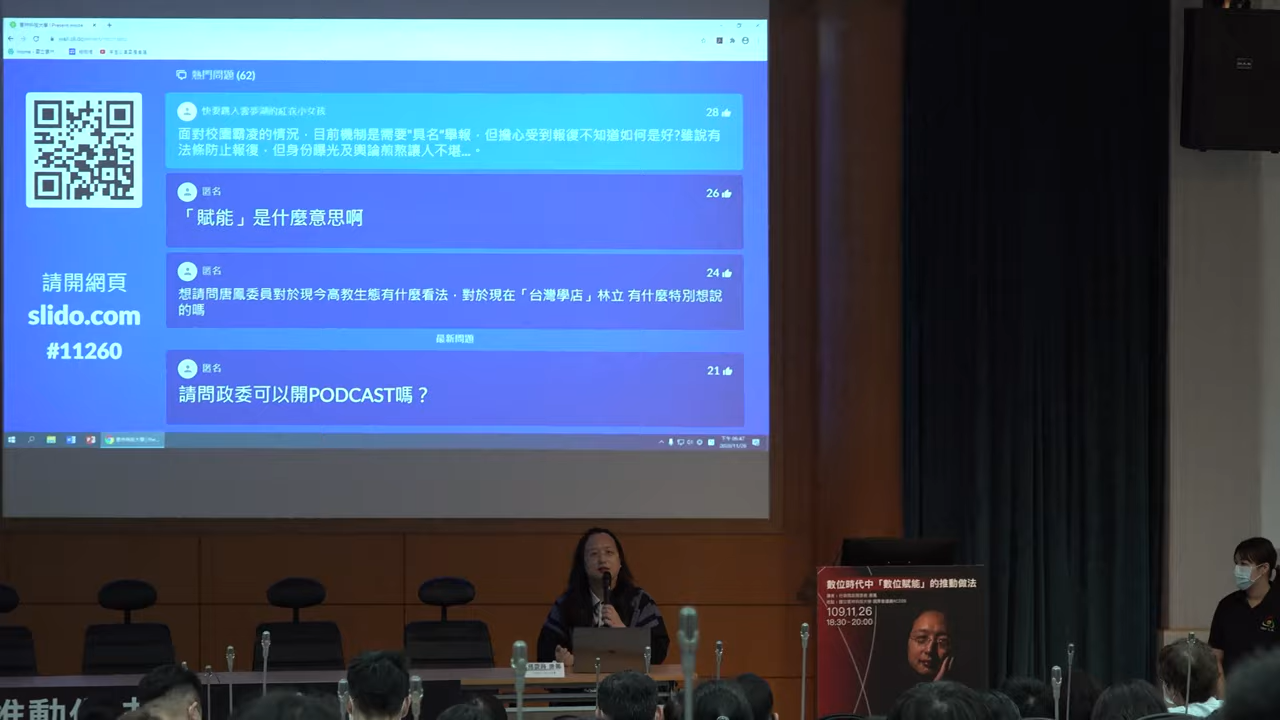 熱門問題 (62)
快要戴入書夢鄉的紅衣小女孩
28
面對校園霸凌的情況，目前機制是需要"具名"舉報，但擔心受到報復不知道如何是好?雖說有
法條防止報復，但身份曝光及輿論煎熬讓人不堪...。
匿名
26
「賦能」是什麼意思啊
匿名
24
想請問唐鳳委員對於現今高教生態有什麼看法，對於現在「台灣學店」林立 有什麼特別想說
的嗎
最新問題
匿名
21
請問政委可以開PODCAST嗎？
請開網頁
slido.com
#11260
2020/11/26
數位時代中「數位賦能」的推動做法
109.11.26
18:30-20:00